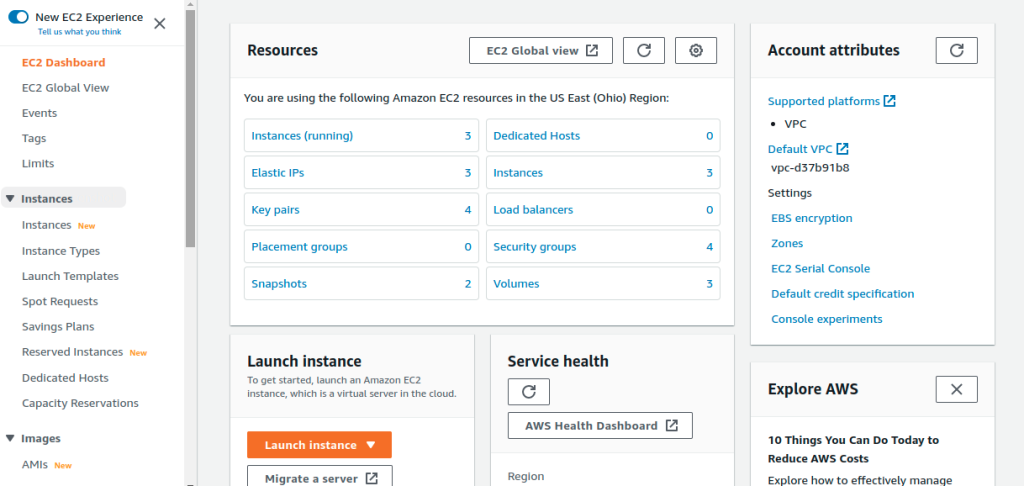 New EC2 Experience
Tell us what you think
EC2 Dashboard
EC2 Global View
Events
Tags
Limits
Instances
Instances New
Instance Types
Launch Templates
Spot Requests
Savings Plans
Reserved Instances New
Dedicated Hosts
Capacity Reservations
Images
AMIs New
Resources
EC2 Global view
You are using the following Amazon EC2 resources in the US East (Ohio) Region:
Instances (running) 3
Dedicated Hosts 0
Elastic IPs 3
Instances 3
Key pairs 4
Load balancers 0
Placement groups 0
Security groups 4
Snapshots 2
Volumes 3
Launch instance
To get started, launch an Amazon EC2
instance, which is a virtual server in the cloud.
Launch instance
Migrate a server
Service health
AWS Health Dashboard
Region
Account attributes
Supported platforms
• VPC
Default VPC
vpc-d37b91b8
Settings
EBS encryption
Zones
EC2 Serial Console
Default credit specification
Console experiments
Explore AWS
10 Things You Can Do Today to
Reduce AWS Costs
Explore how to effectively manage